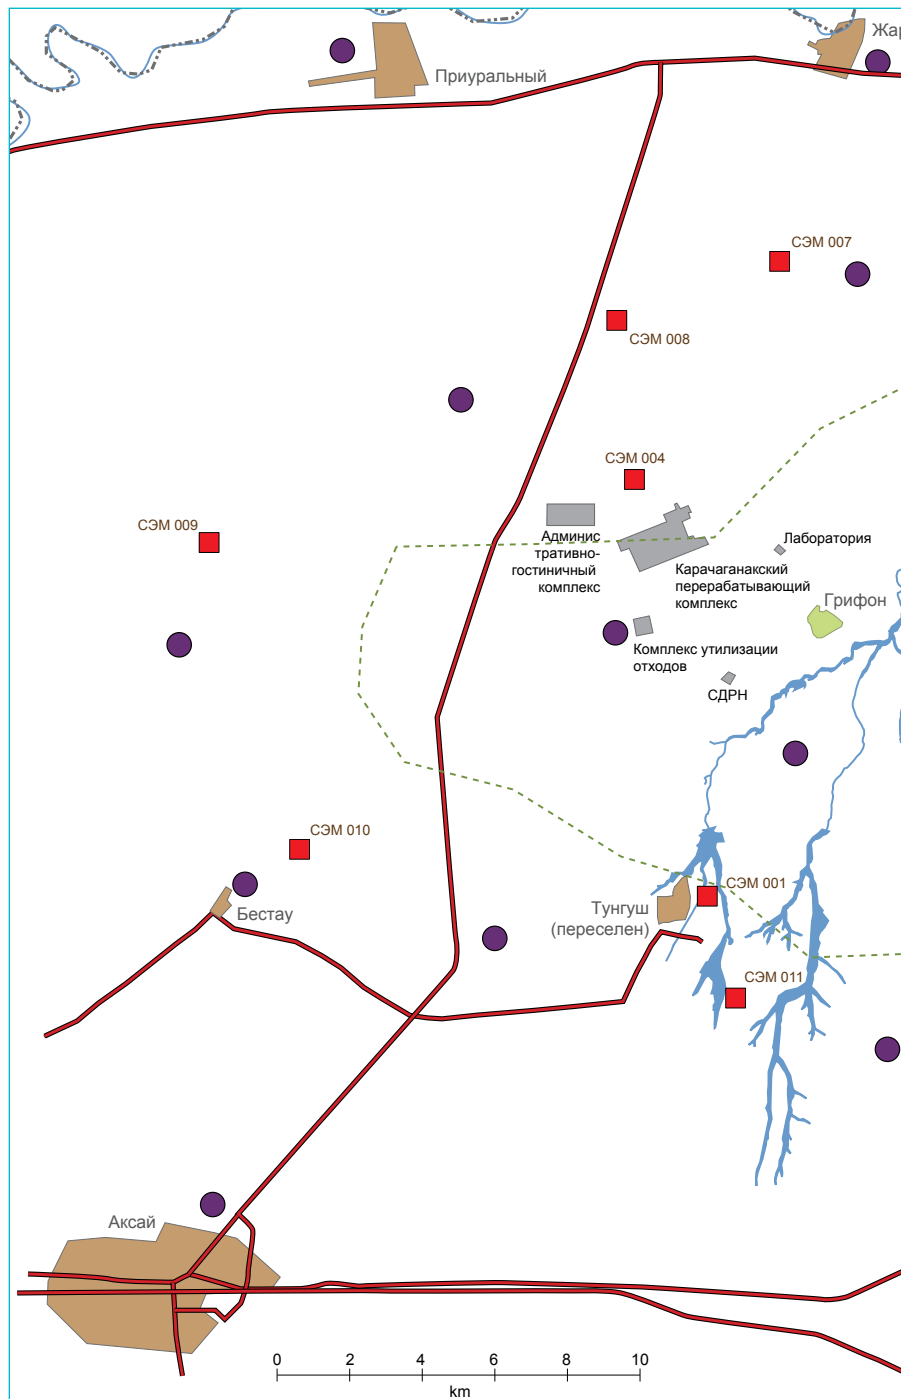 Жар
Приуральный
СЭМ 007
СЭМ 008
СЭМ 004
СЭМ 009
Админис
тративно-
гостиничный
комплекс
Лаборатория
Карачаганакский
перерабатывающий
комплекс
Грифон
Комплекс утилизации
отходов
СДРН
СЭМ 010
СЭМ 001
Бестау
Тунгуш
(переселен)
СЭМ 011
Аксай
0 2 4 6 8 10
km